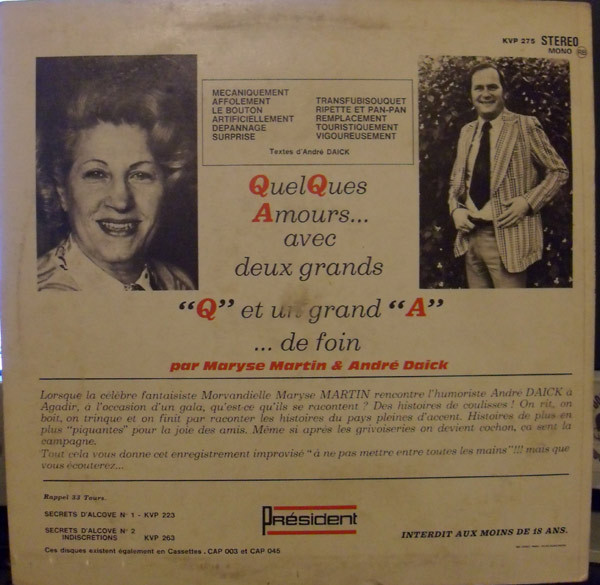 KVP 275 STEREO
MONO
MECANIQUEMENT
AFFOLEMENT
LE BOUTON
ARTIFICIELLEMENT
DEPANNAGE
SURPRISE
TRANSFUBISOUQUET
RIPETTE ET PAN-PAN
REMPLACEMENT
TOURISTIQUEMENT
VIGOUREUSEMENT
Textes d'André DAICK
QuelQues
Amours...
avec
deux grands
“Q” et un grand “A”
... de foin
par Maryse Martin & André Daick
Lorsque la célèbre fantaisiste Morvandielle Maryse MARTIN rencontre l'humoriste André DAICK à
Agadir, à l'occasion d'un gala, qu'est-ce qu'ils se racontent ? Des histoires de coulisses ! On rit, on
boit, on trinque et on finit par raconter les histoires du pays pleines d'accent. Histoires de plus en
plus “piquantes” pour la joie des amis. Même si après les grivoiseries on devient cochon, ca sent la
campagne.
Tout cela vous donne cet enregistrement improvisé “à ne pas mettre entre toutes les mains”!!! mais que
vous écouterez...
Rappel 33 Tours.
SECRETS D'ALCOVE N° 1 - KVP 223
SECRETS D'ALCOVE N° 2
INDISCRETIONS KVP 263
Ces disques existent également en Cassettes. CAP 003 et CAP 045
Président
INTERDIT AUX MOINS DE 18 ANS.